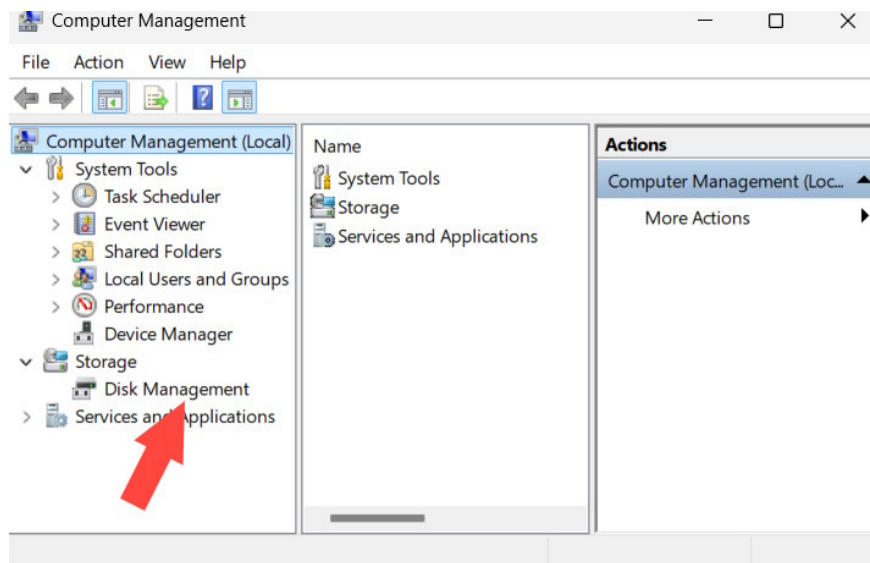 Computer Management
File Action View Help
Computer Management (Local)
System Tools
Task Scheduler
Event Viewer
Shared Folders
Local Users and Groups
Performance
Device Manager
Storage
Disk Management
Services and Applications
Name
System Tools
Storage
Services and Applications
Actions
Computer Management (Loc...
More Actions